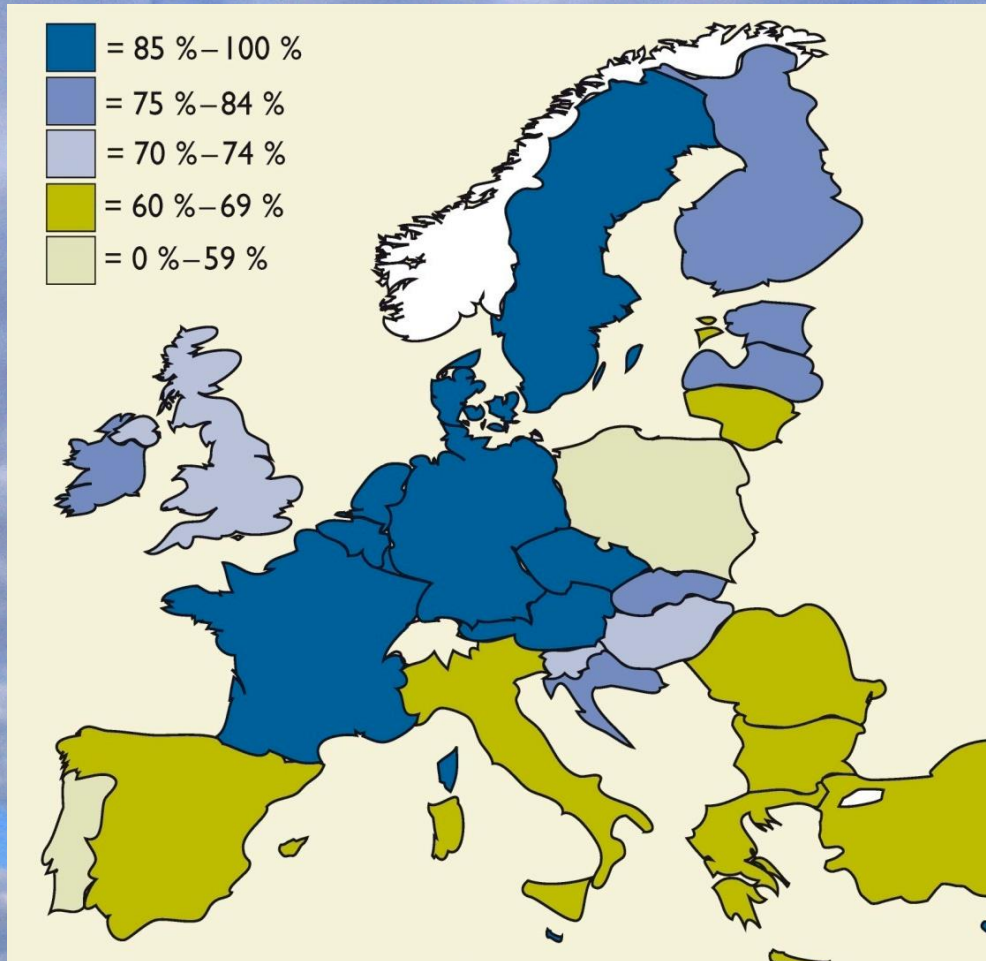 = 85 %–100 %
= 75 %–84 %
= 70 %–74 %
= 60 %–69 %
= 0 %–59 %